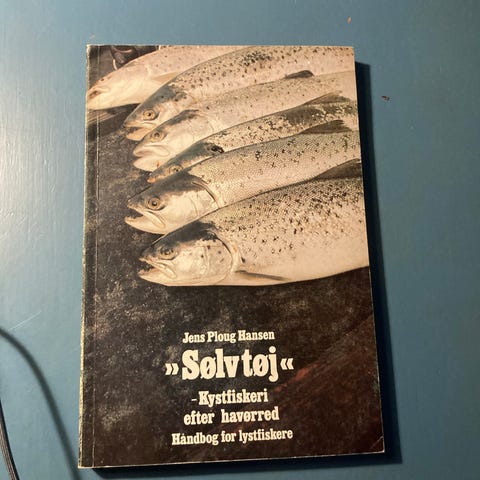 Jens Ploug Hansen
»Sølvtøj«
- Kystfiskeri
efter havørred
Håndbog for lystfiskere